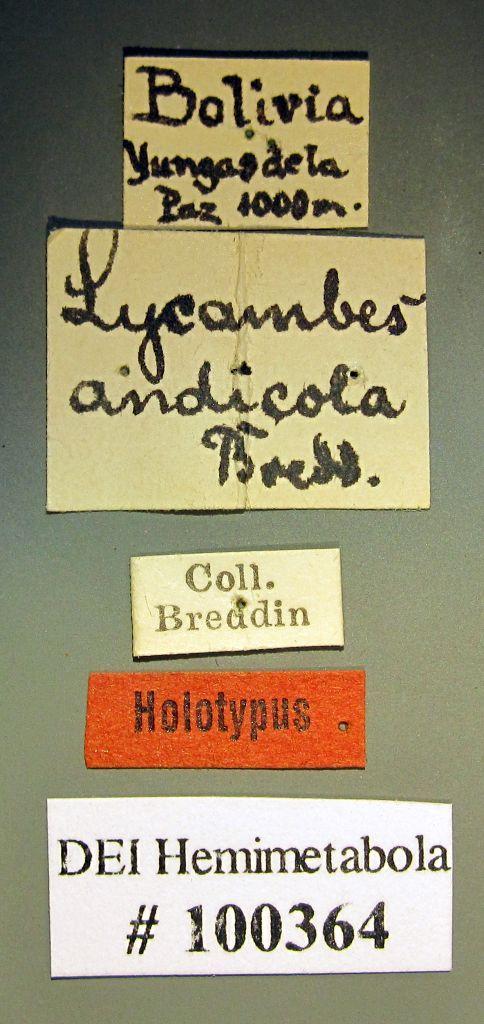 Bolivia
Yungas de la
Paz 1000 m.
Lycambes
andicola
Bredd.
Coll.
Breddin
Holotypus
DEI Hemimetabola
# 100364